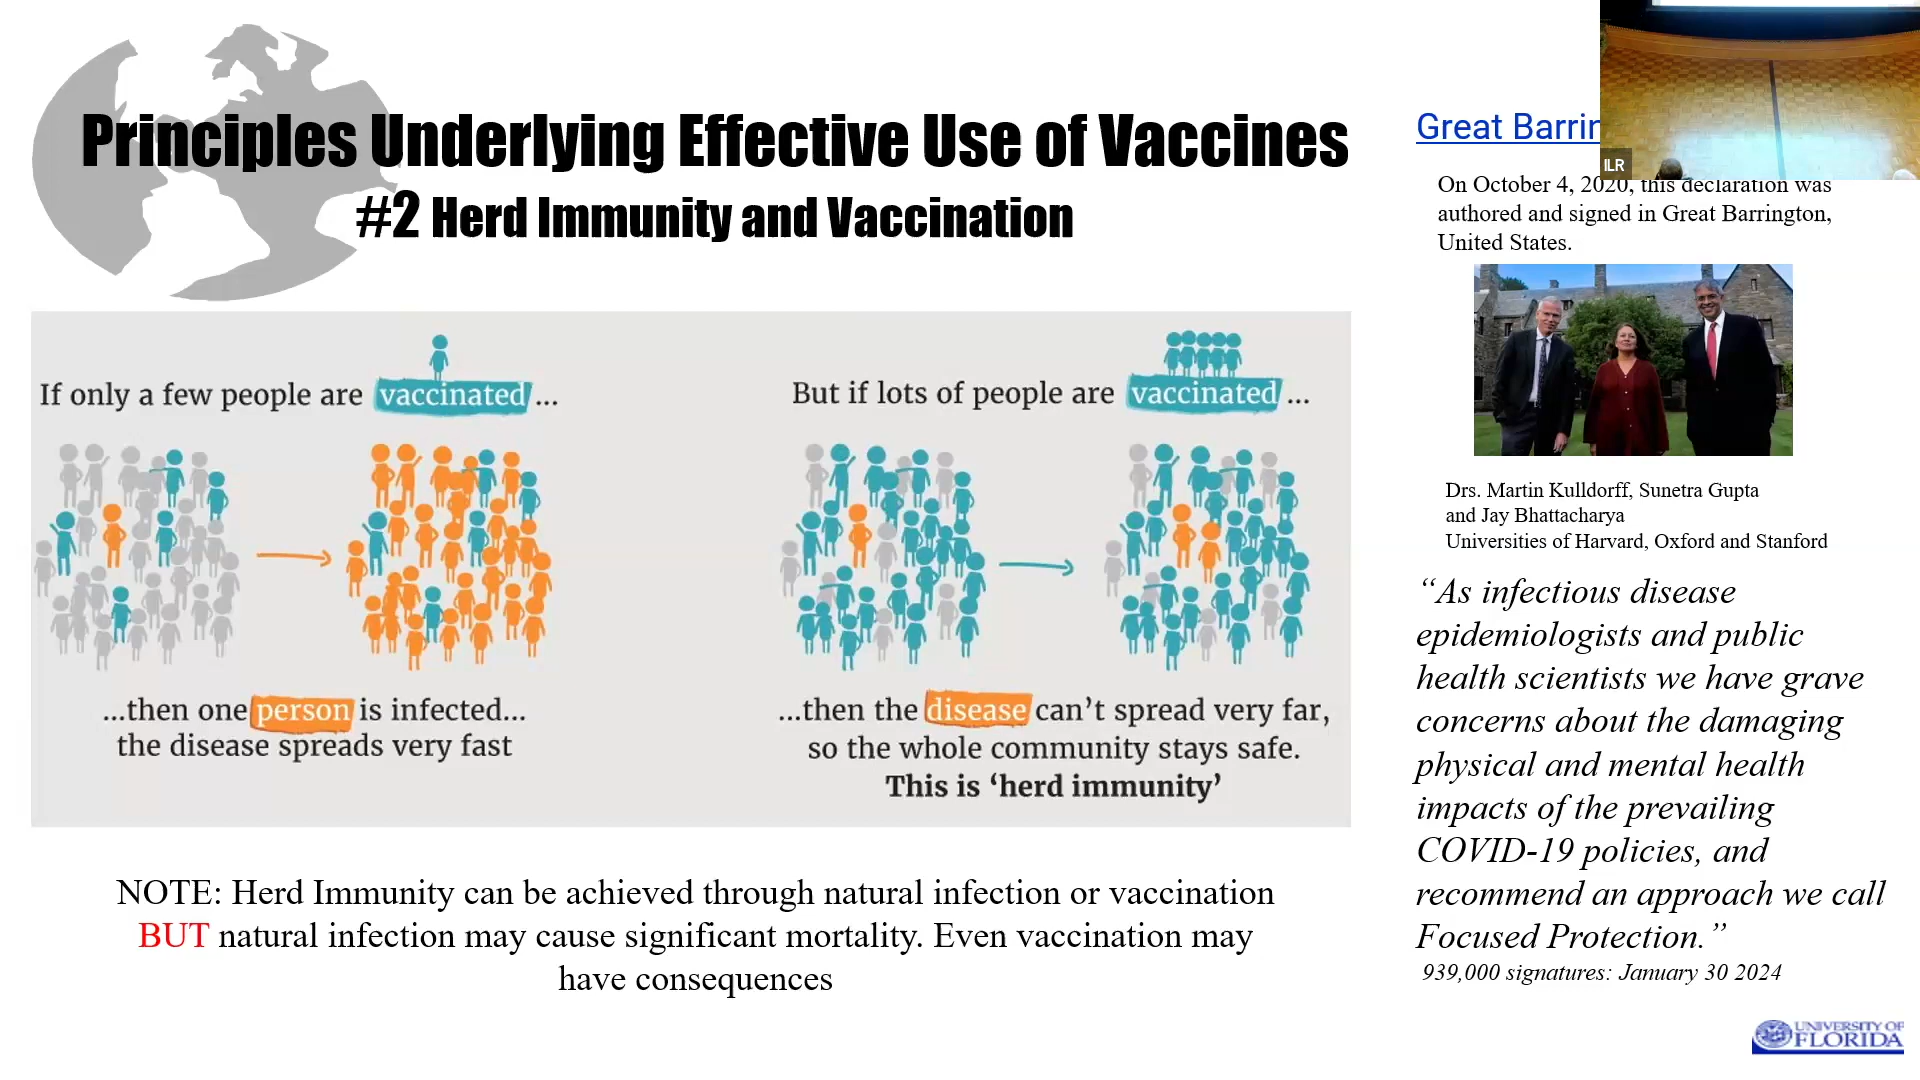 Principles Underlying Effective Use of Vaccines
#2 Herd Immunity and Vaccination
If only a few people are vaccinated ...
...then one person is infected...
the disease spreads very fast
But if lots of people are vaccinated ...
...then the disease can’t spread very far,
so the whole community stays safe.
This is ‘herd immunity’
NOTE: Herd Immunity can be achieved through natural infection or vaccination
BUT natural infection may cause significant mortality. Even vaccination may
have consequences
Great
ILR
On October 4, 2020, this declaration was
authored and signed in Great Barrington,
United States.
Drs. Martin Kulldorff, Sunetra Gupta
and Jay Bhattacharya
Universities of Harvard, Oxford and Stanford
“As infectious disease
epidemiologists and public
health scientists we have grave
concerns about the damaging
physical and mental health
impacts of the prevailing
COVID-19 policies, and
recommend an approach we call
Focused Protection.”
939,000 signatures: January 30 2024
UNIVERSITY OF
FLORIDA